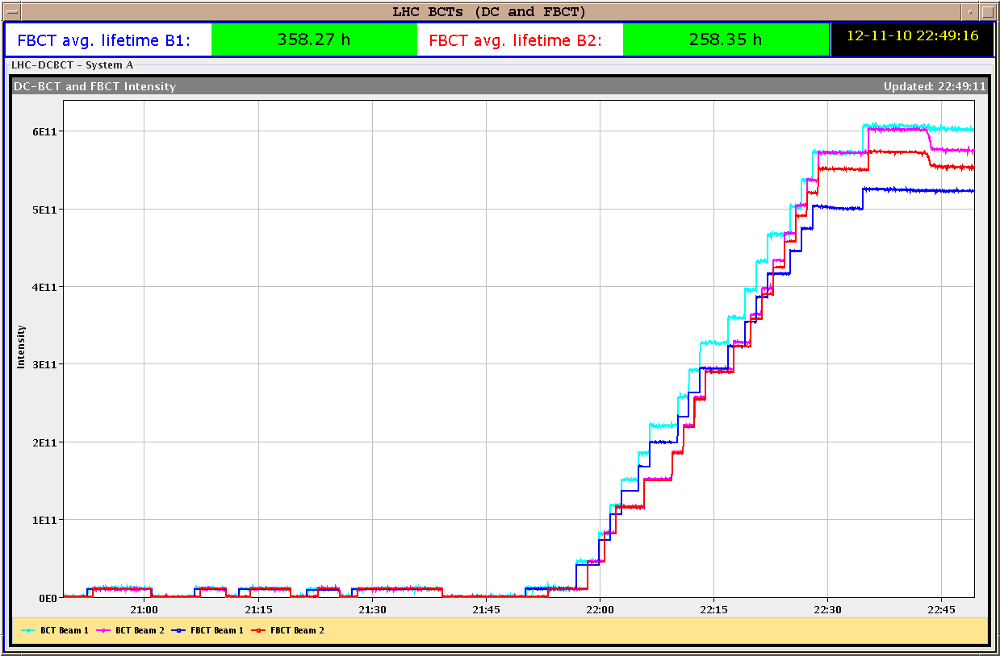 LHC BCTs (DC and FBCT)
FBCT avg. lifetime B1: 358.27 h FBCT avg. lifetime B2: 258.35 h 12-11-10 22:49:16
LHC-DCBCT - System A
DC-BCT and FBCT Intensity Updated: 22:49:11
6E11
5E11
4E11
3E11
2E11
1E11
0E0
Intensity
21:00 21:15 21:30 21:45 22:00 22:15 22:30 22:45
BCT Beam 1 BCT Beam 2 FBCT Beam 1 FBCT Beam 2